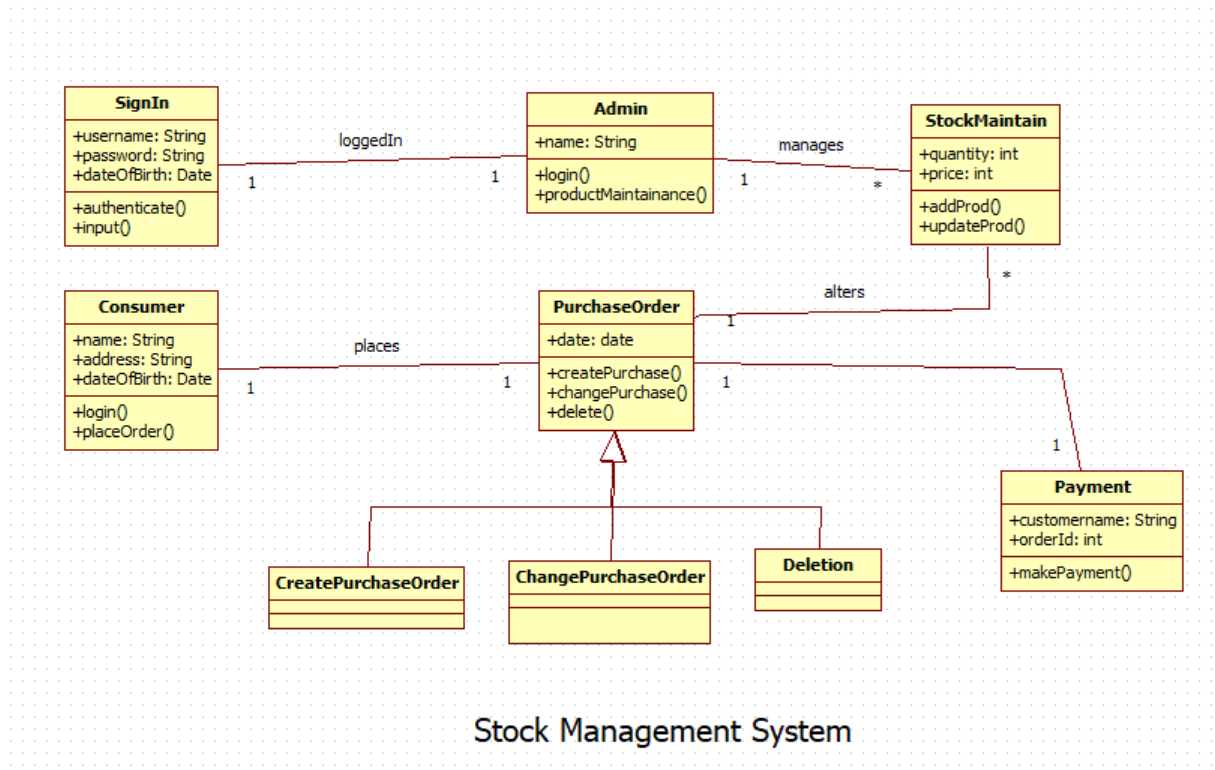 SignIn
+username: String
+password: String
+dateOfBirth: Date
+authenticate()
+input()
loggedIn
1
1
Admin
+name: String
+login()
+productMaintainance()
manages
1
*
StockMaintain
+quantity: int
+price: int
+addProd()
+updateProd()
*
alters
1
Consumer
+name: String
+address: String
+dateOfBirth: Date
+login()
+placeOrder()
places
1
1
PurchaseOrder
+date: date
+createPurchase()
+changePurchase()
+delete()
1
1
Payment
+customername: String
+orderId: int
+makePayment()
CreatePurchaseOrder
ChangePurchaseOrder
Deletion
Stock Management System